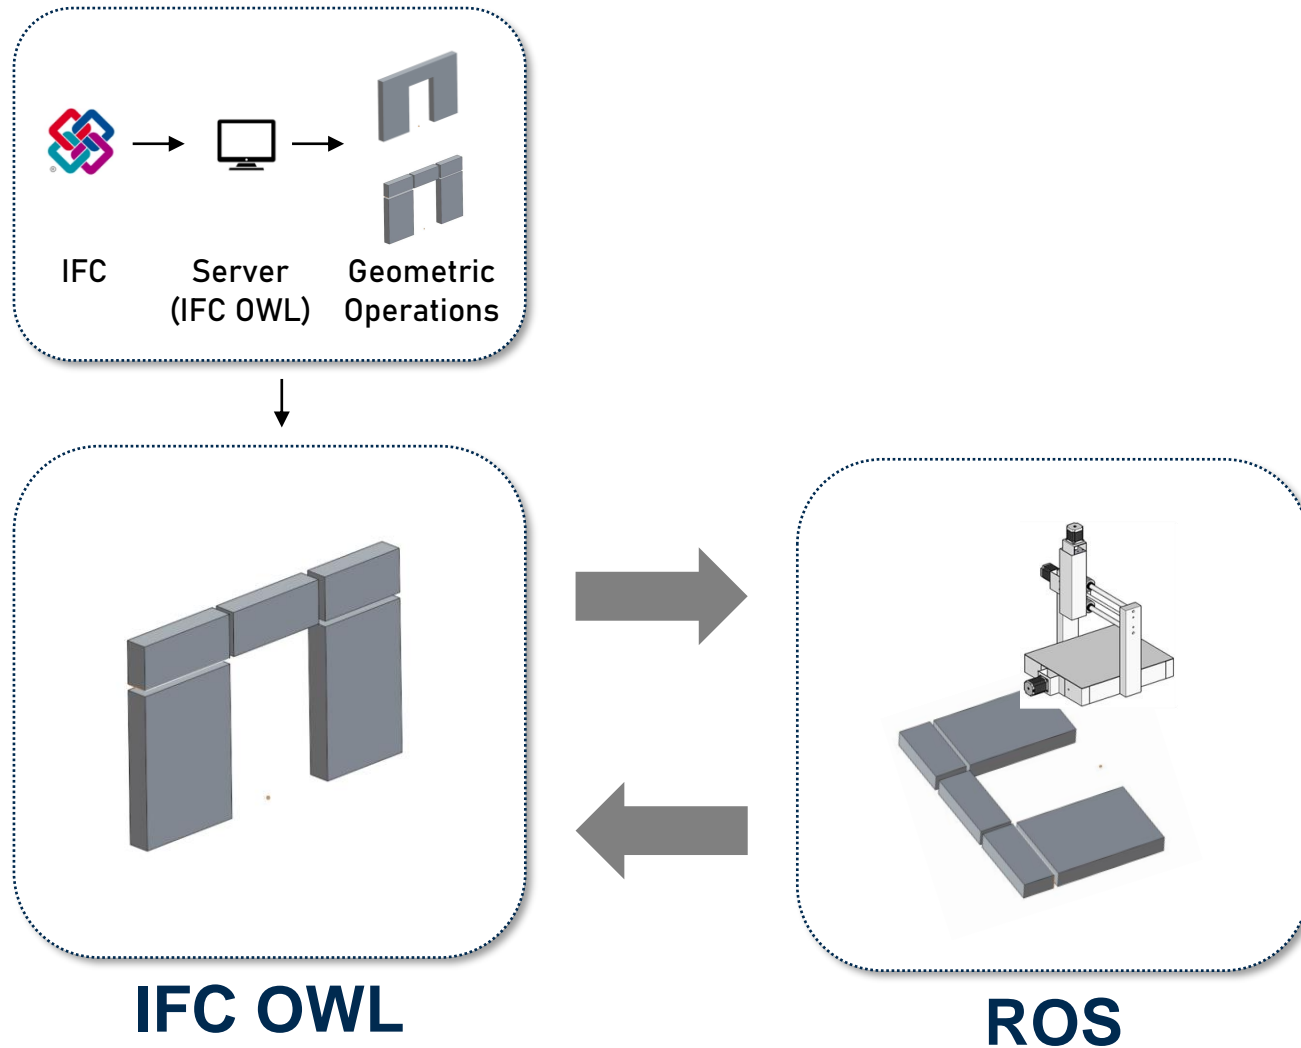 ®
IFC
Server
(IFC OWL)
Geometric
Operations
IFC OWL
ROS